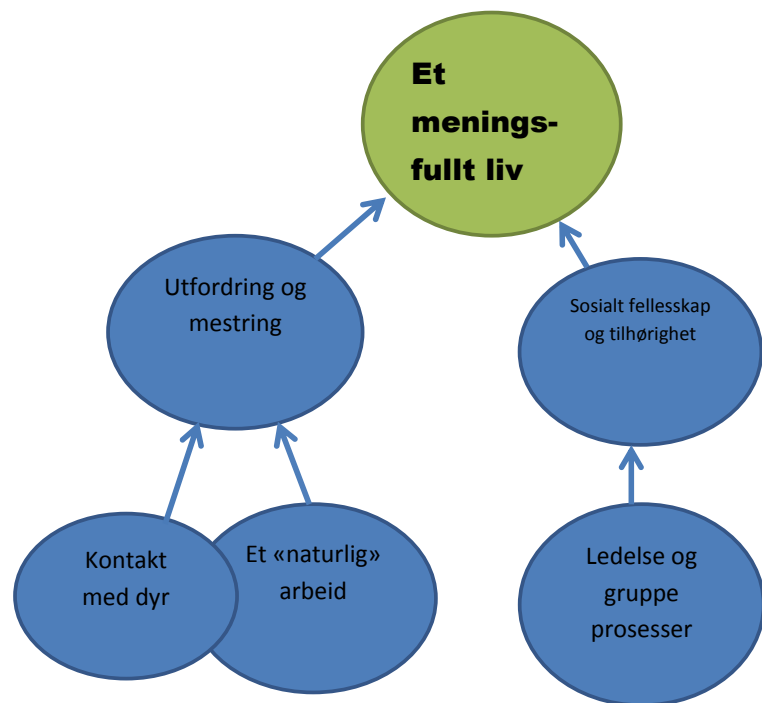 Et
menings-
fullt liv
Utfordring og
mestring
Sosialt fellesskap
og tilhørighet
Kontakt
med dyr
Et «naturlig»
arbeid
Ledelse og
gruppe
prosesser